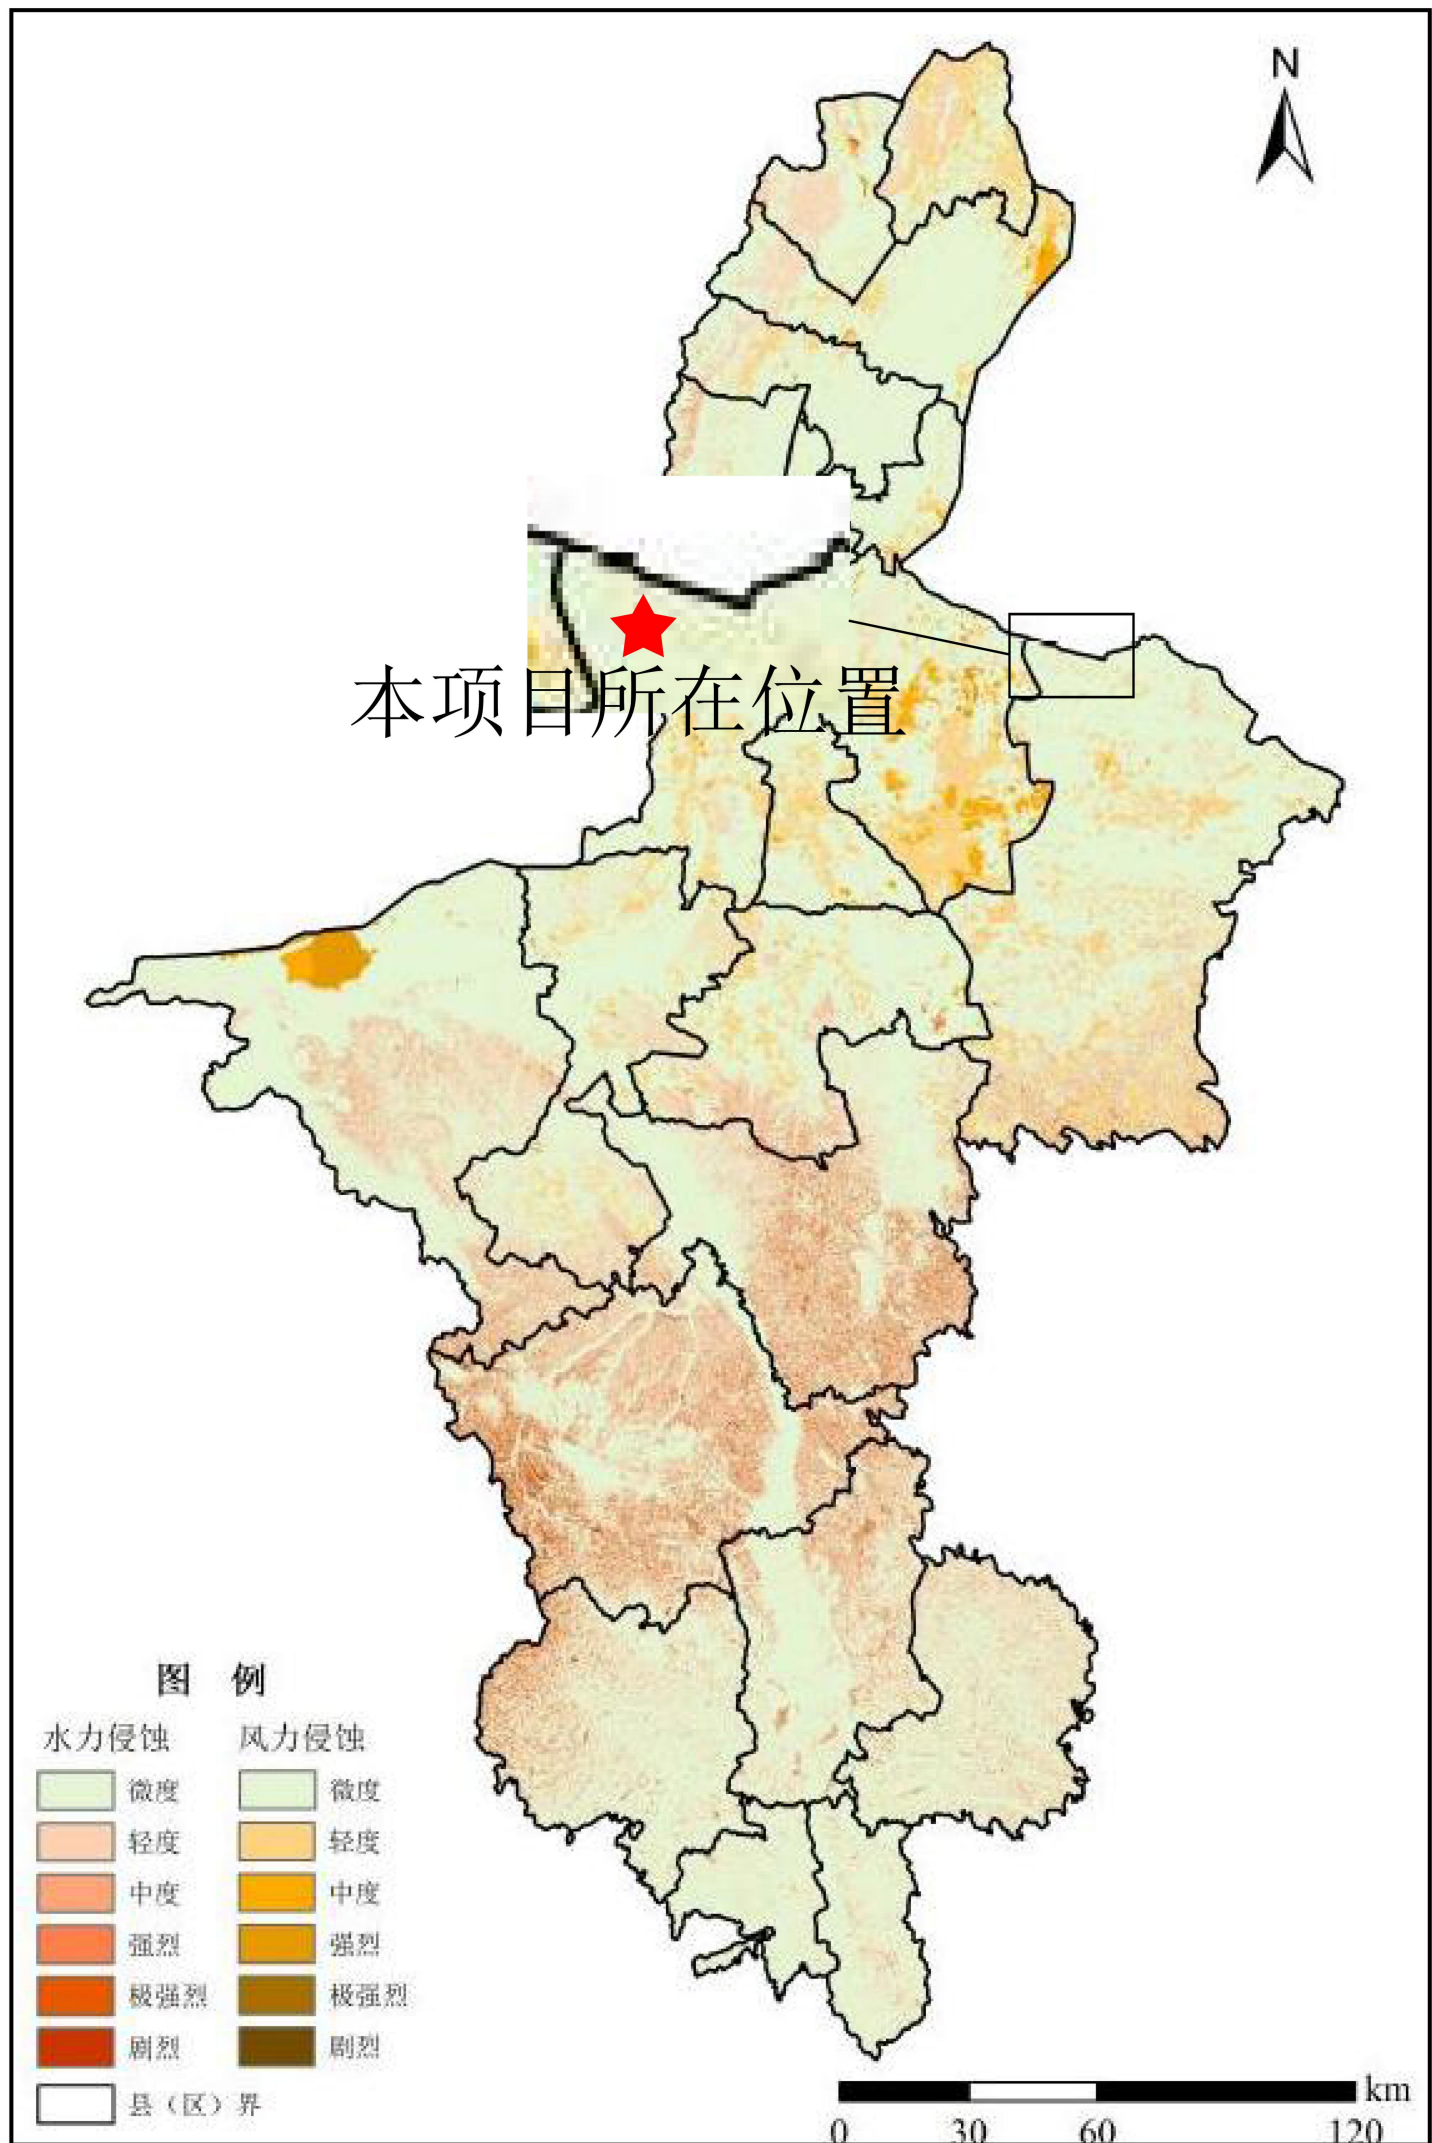 N
本项目所在位置
图 例
水力侵蚀 风力侵蚀
微度 微度
轻度 轻度
中度 中度
强烈 强烈
极强烈 极强烈
剧烈 剧烈
县（区）界
km
0 30 60 120